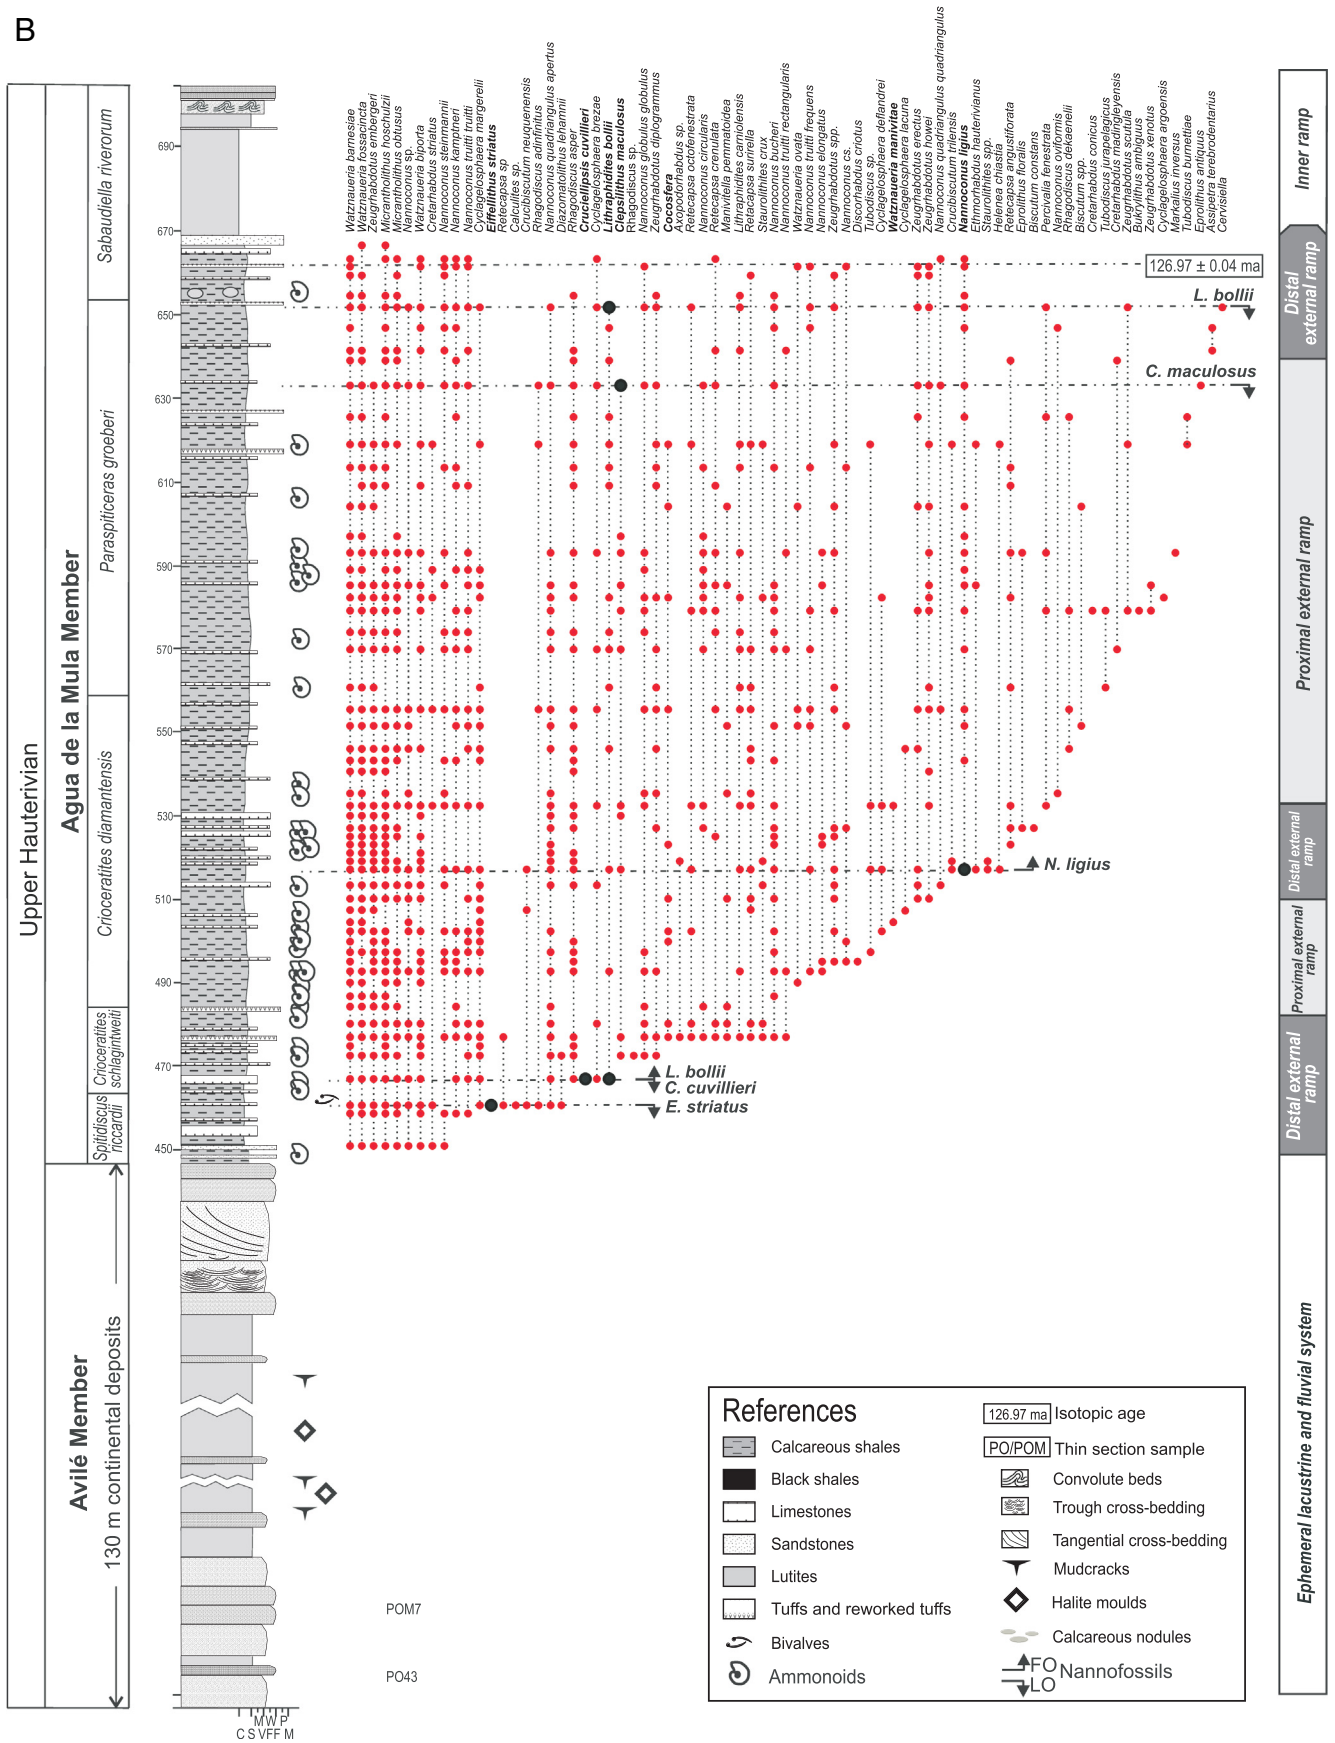 B
Upper Hauterivian
Agua de la Mula Member
Avilé Member
130 m continental deposits
Sabaudiella riverorum
Paraspiticeras groeberi
Crioceratites diamantensis
Crioceratites
schlagintweiti
Spitidiscus
riccardii
690
670
650
630
610
590
570
550
530
510
490
470
450
Watznaueria barnesiae
Watznaueria fossacincta
Zeugrhabdotus embergeri
Micrantholithus hoschulzii
Micrantholithus obtusus
Nannoconus sp.
Watznaueria biporta
Cretarhabdus striatus
Nannoconus steinmannii
Nannoconus kamptneri
Nannoconus truitti truitti
Cyclagelosphaera margerelii
Eiffellithus striatus
Retecapsa sp
Calculites sp.
Crucibiscutum neuquenensis
Rhagodiscus adinfinitus
Nannoconus quadriangulus apertus
Diazomatolithus lehamnii
Rhagodiscus asper
Cruciellipsis cuvillieri
Cyclagelosphaera brezae
Lithraphidites bollii
Clepsilithus maculosus
Rhagodiscus sp.
Nannoconus globulus globulus
Zeugrhabdotus diplogrammus
Cocosfera
Axopodorhabdus sp.
Retecapsa octofenestrata
Nannoconus circularis
Retecapsa crenulata
Manivitella pemmatoidea
Lithraphidites carniolensis
Retacapsa surirella
Staurolithites crux
Nannoconus bucheri
Nannoconus truitti rectangularis
Watznaueria ovata
Nannoconus truitti frequens
Nannoconus elongatus
Zeugrhabdotus spp.
Nannoconus cs.
Discorhabdus criotus
Tubodiscus sp.
Cyclagelosphaera deflandrei
Watznaueria manivitae
Cyclagelosphaera lacuna
Zeugrhabdotus erectus
Zeugrhabdotus howei
Nannoconus quadriangulus quadriangulus
Crucibiscutum trilensis
Nannoconus ligius
Ethmorhabdus hauterivianus
Staurolithites spp.
Helenea chiastia
Retecapsa angustiforata
Eprolithus floralis
Biscutum constans
Percivalia fenestrata
Nannoconus oviformis
Rhagodiscus dekaenelii
Biscutum sp.
Cretarhabdus conicus
Tubodiscus jurapelagicus
Cretarhabdus madingleyensis
Zeugrhabdotus scutula
Bukrylithus ambiguus
Zeugrhabdotus xenotus
Cyclagelosphaera argoensis
Markalius inversus
Tubodiscus burnettiae
Eprolithus antiquus
Assipetra terebrodentarius
Cervisiella
126.97 ± 0.04 ma
L. bollii
C. maculosus
N. ligius
L. bollii
C. cuvillieri
E. striatus
Inner ramp
Distal
external ramp
Proximal external ramp
Distal external
ramp
Proximal external
ramp
Distal external
ramp
Ephemeral lacustrine and fluvial system
POM7
PO43
M W P
C S VFF M
References
Calcareous shales
Black shales
Limestones
Sandstones
Lutites
Tuffs and reworked tuffs
Bivalves
Ammonoids
126.97 ma Isotopic age
PO/POM Thin section sample
Convolute beds
Trough cross-bedding
Tangential cross-bedding
Mudcracks
Halite moulds
Calcareous nodules
FO
LO
Nannofossils